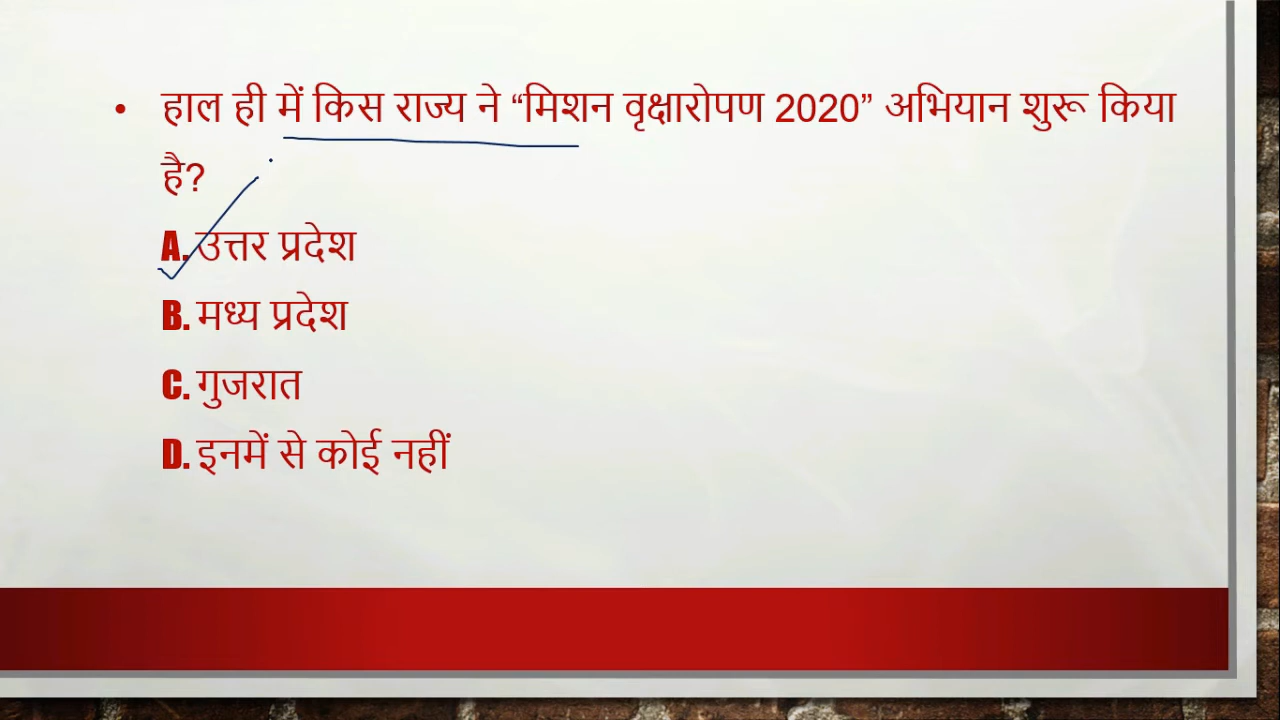 • हाल ही में किस राज्य ने “मिशन वृक्षारोपण 2020” अभियान शुरू किया
है?
A. उत्तर प्रदेश
B. मध्य प्रदेश
C. गुजरात
D. इनमें से कोई नहीं